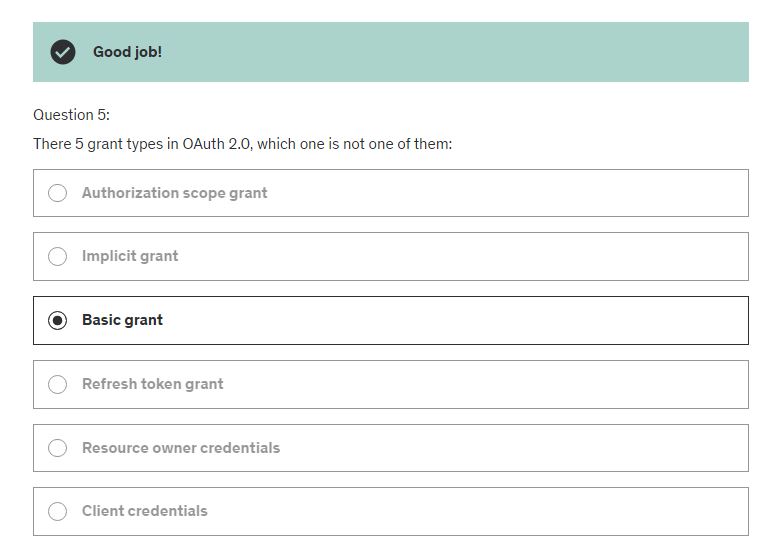 Good job!
Question 5:
There 5 grant types in OAuth 2.0, which one is not one of them:
Authorization scope grant
Implicit grant
Basic grant
Refresh token grant
Resource owner credentials
Client credentials